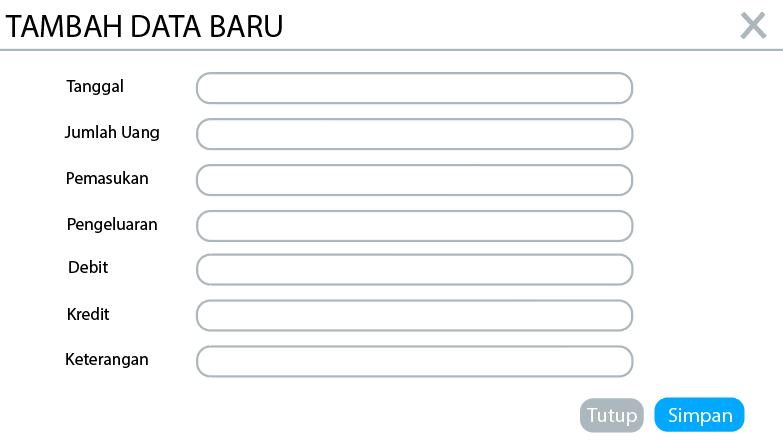 TAMBAH DATA BARU
Tanggal
Jumlah Uang
Pemasukan
Pengeluaran
Debit
Kredit
Keterangan
Tutup Simpan